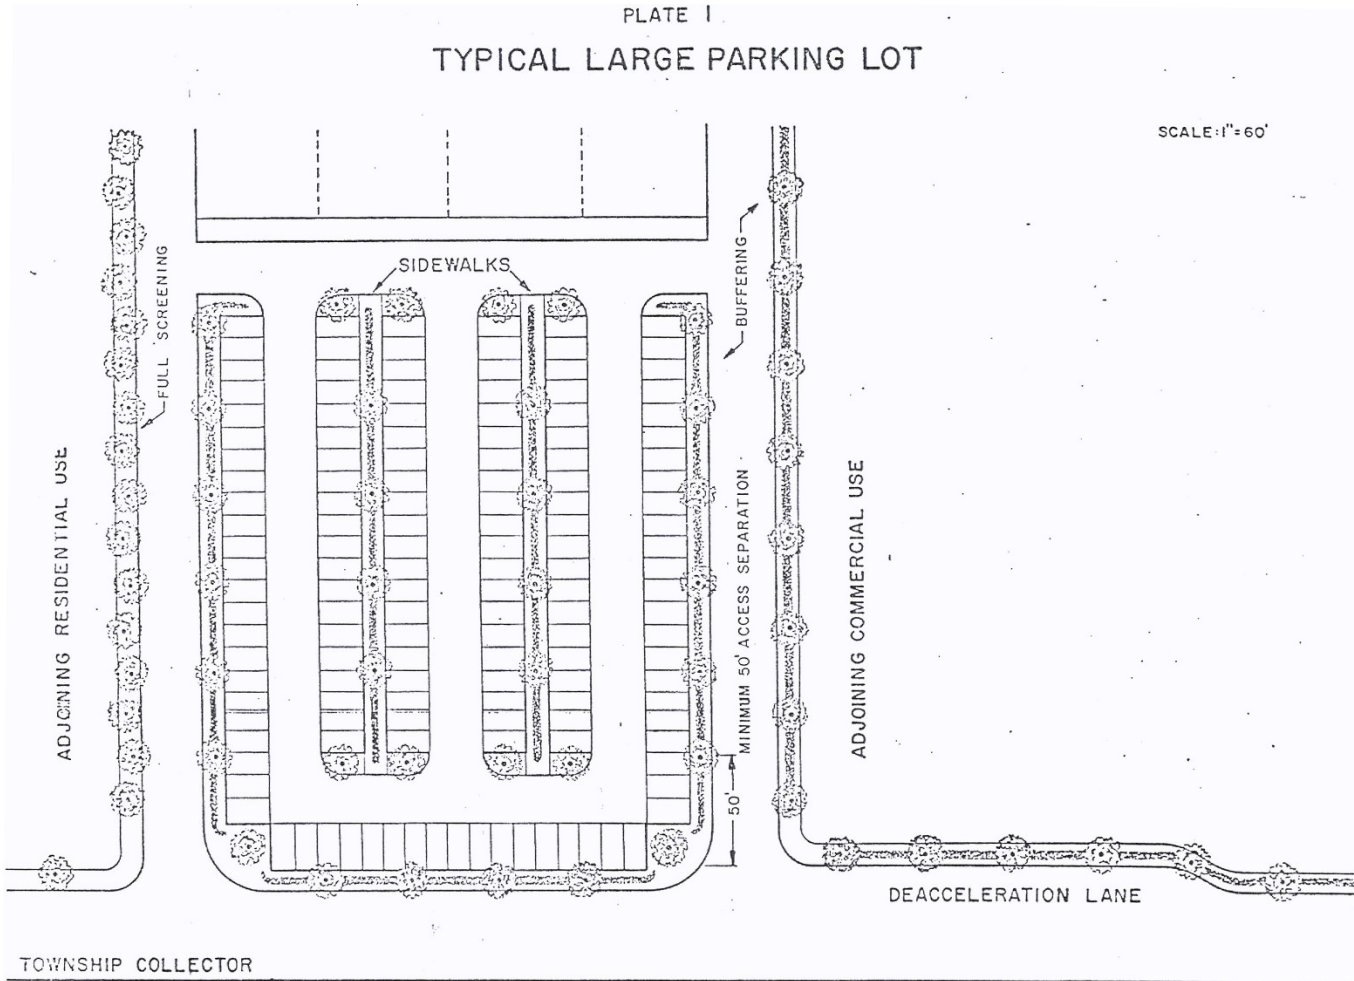 PLATE I
TYPICAL LARGE PARKING LOT
SCALE:1"=60'
SIDEWALKS
FULL SCREENING
BUFFERING
ADJOINING RESIDENTIAL USE
MINIMUM 50' ACCESS SEPARATION
ADJOINING COMMERCIAL USE
50'
DEACCELERATION LANE
TOWNSHIP COLLECTOR